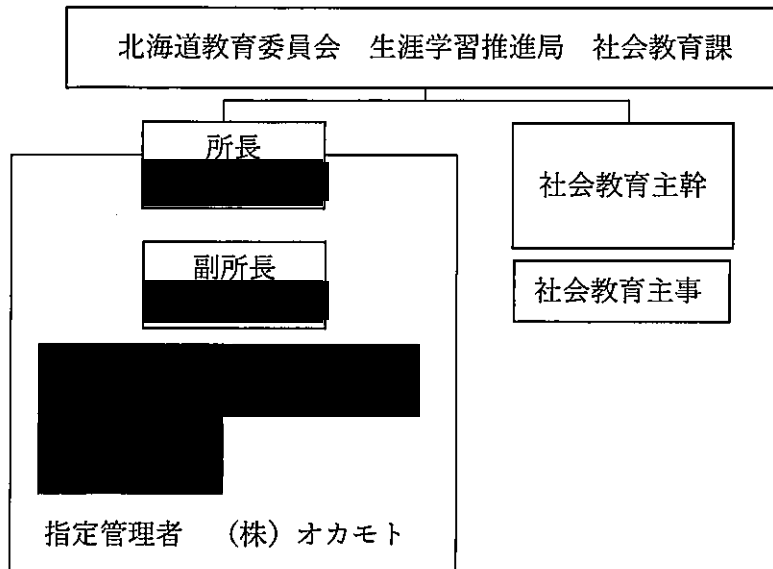 北海道教育委員会　生涯学習推進局　社会教育課
所長
副所長
指定管理者　（株）オカモト
社会教育主幹
社会教育主事